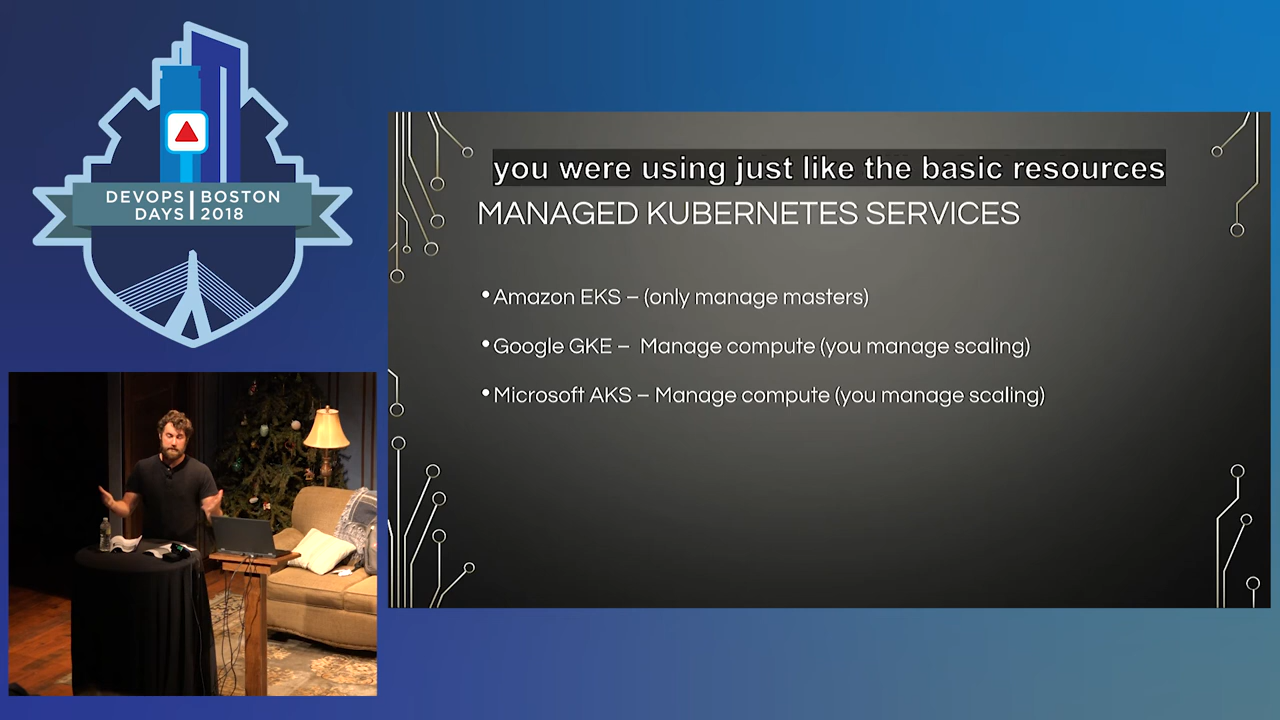 DEVOPS BOSTON
DAYS 2018
you were using just like the basic resources
MANAGED KUBERNETES SERVICES
•Amazon EKS – (only manage masters)
•Google GKE – Manage compute (you manage scaling)
•Microsoft AKS – Manage compute (you manage scaling)